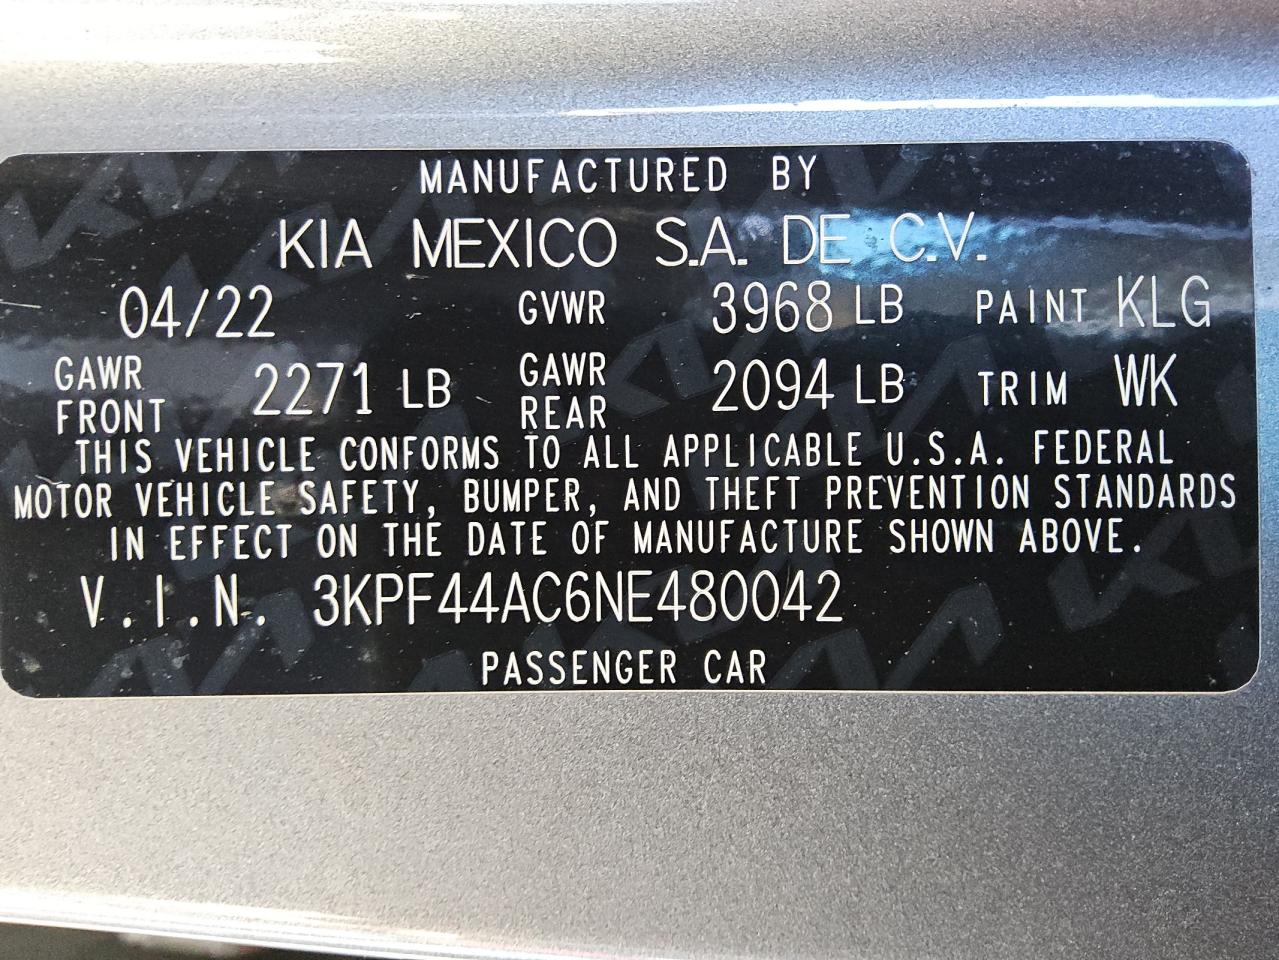 MANUFACTURED BY
KIA MEXICO S.A. DE C.V.
04/22 GVWR 3968 LB PAINT KLG
GAWR FRONT 2271 LB GAWR REAR 2094 LB TRIM WK
THIS VEHICLE CONFORMS TO ALL APPLICABLE U.S.A. FEDERAL
MOTOR VEHICLE SAFETY, BUMPER, AND THEFT PREVENTION STANDARDS
IN EFFECT ON THE DATE OF MANUFACTURE SHOWN ABOVE.
V.I.N. 3KPF44AC6NE480042
PASSENGER CAR